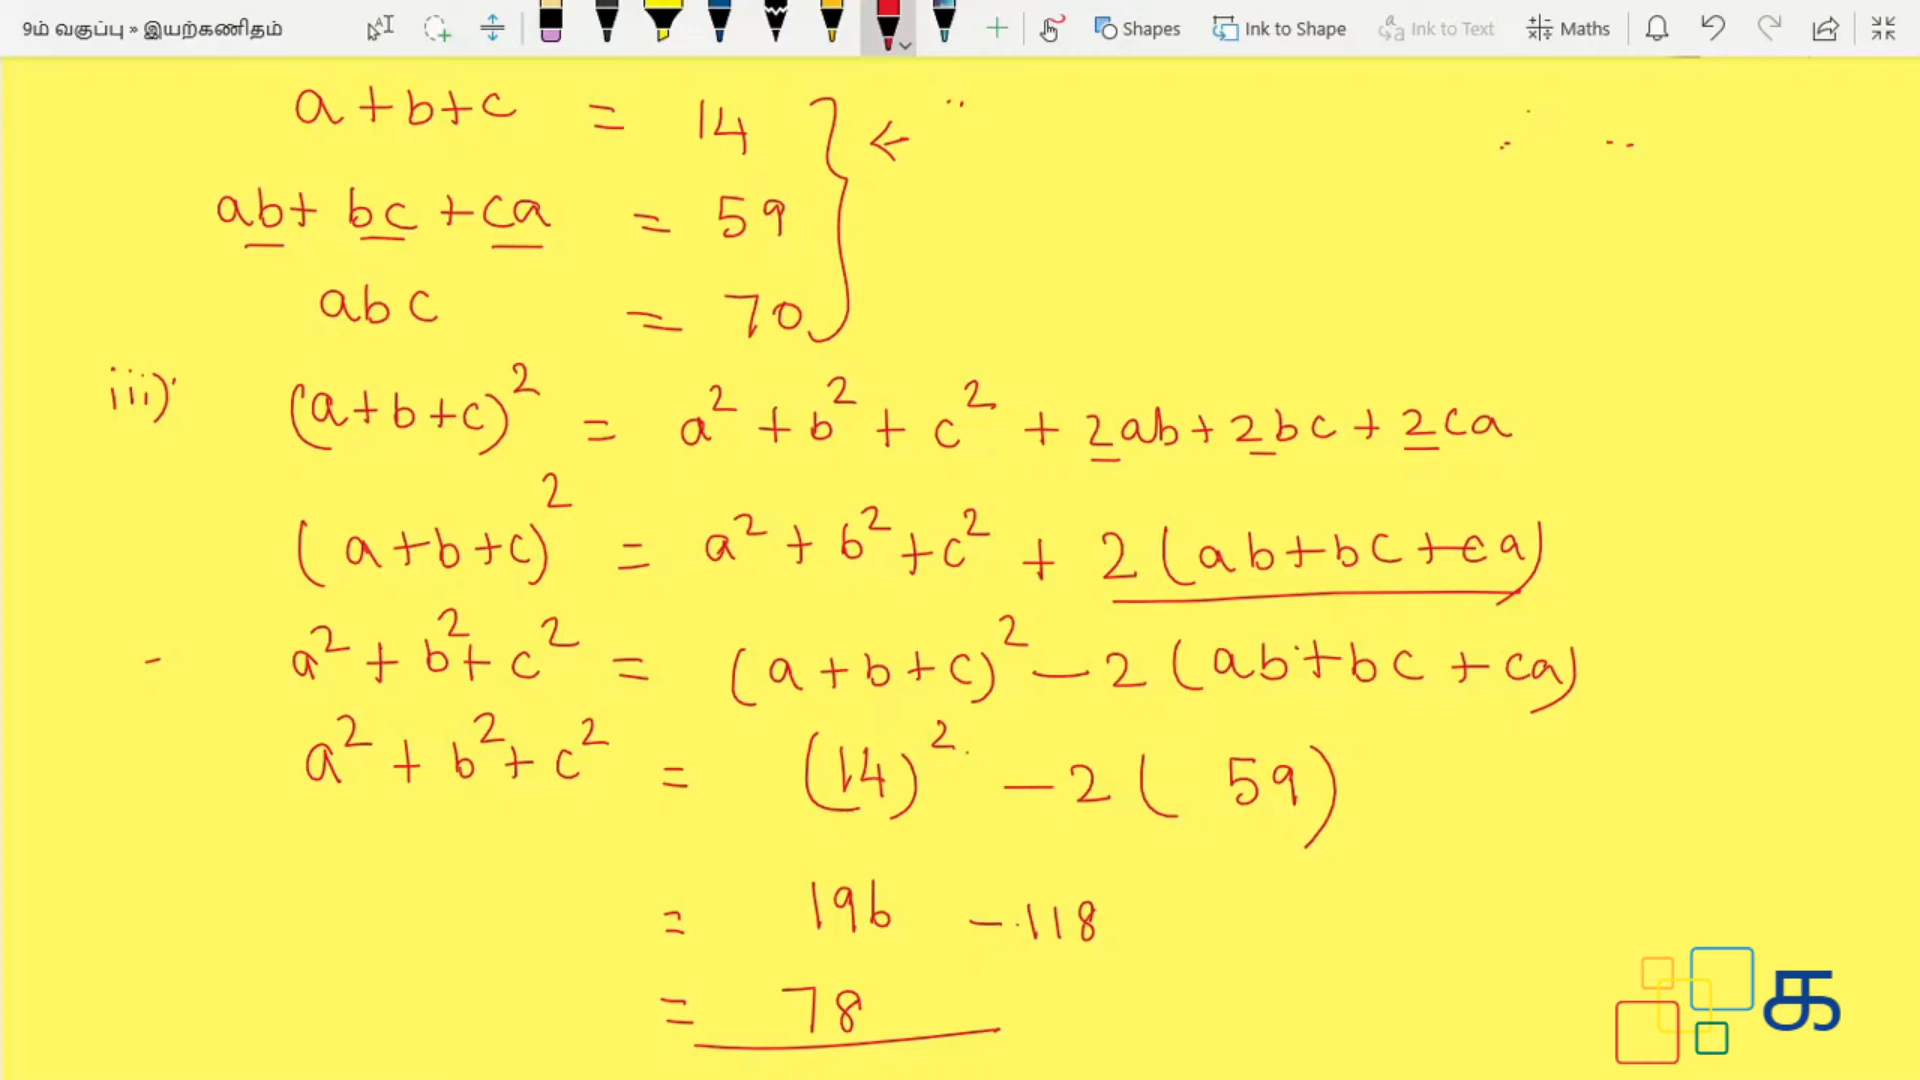 9ம் வகுப்பு » இயற்கணிதம் Shapes Ink to Shape Ink to Text Maths
a+b+c = 14
ab+ bc +ca = 59
abc = 70
iii) (a+b+c)² = a² + b² + c² + 2ab+2bc+2ca
(a+b+c)² = a² + b² +c² + 2(ab+bc+ca)
a² + b² + c² = (a+b+c)² − 2(ab+bc+ca)
a² + b² + c² = (14)² − 2(59)
= 196 − 118
= 78
க